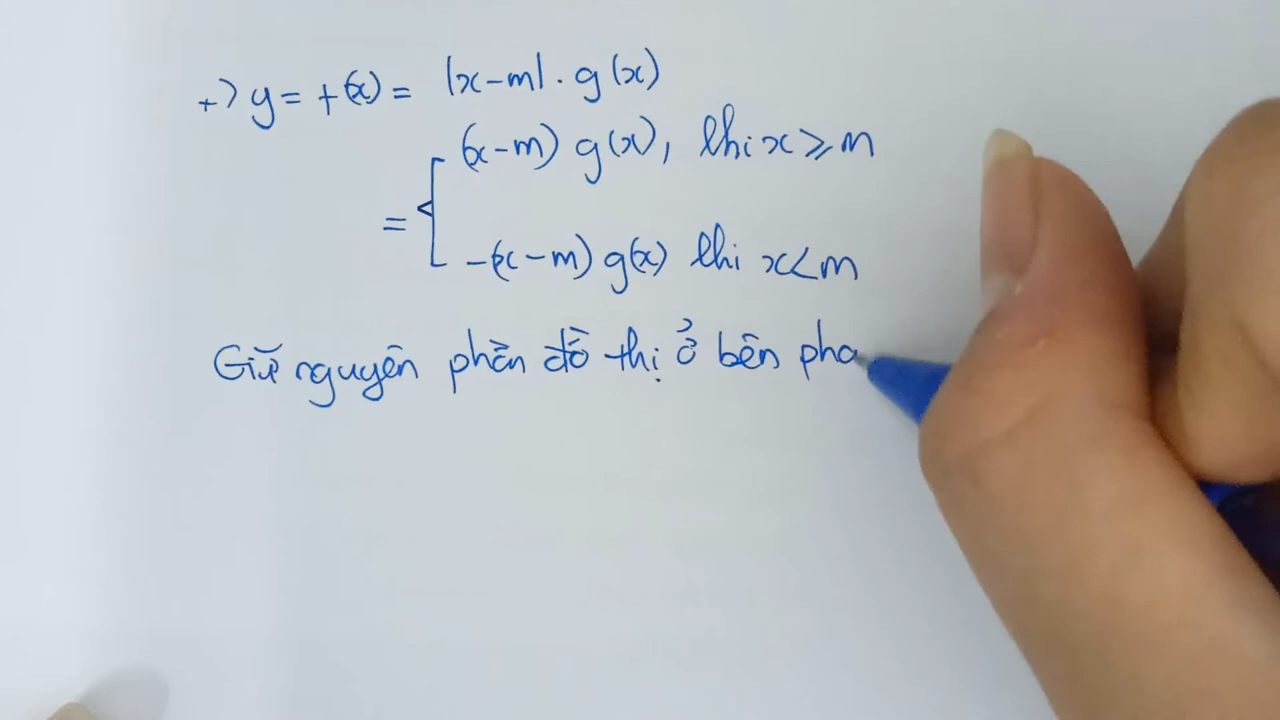 +) y = f(x) = |x-m|. g(x)
(x-m) g(x), khi x ≥ m
=
-(x-m) g(x) khi x < m
Giữ nguyên phần đồ thị ở bên pha